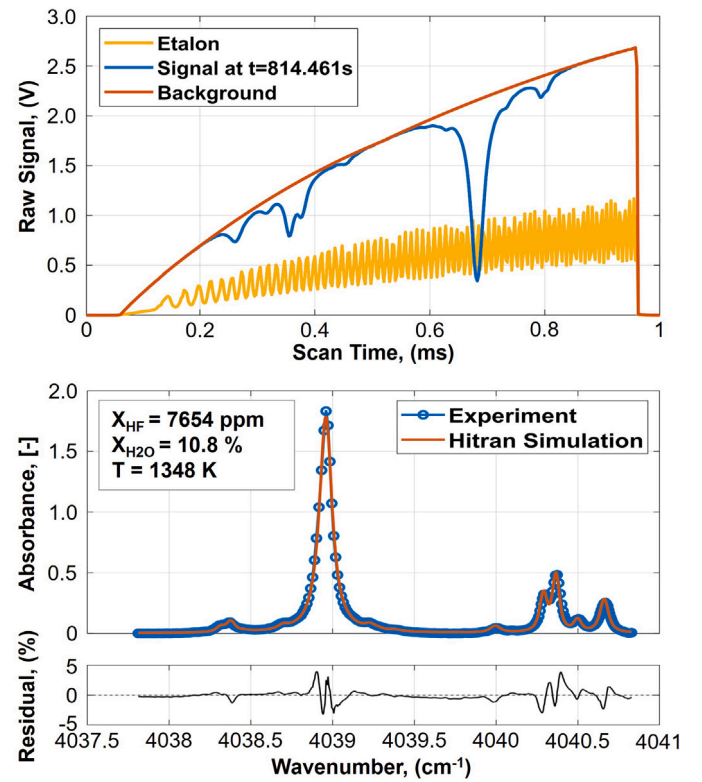 3.0
2.5
2.0
1.5
1.0
0.5
0
Raw Signal, (V)
Etalon
Signal at t=814.461s
Background
0 0.2 0.4 0.6 0.8 1
Scan Time, (ms)
2.0
1.5
1.0
0.5
0
Absorbance, [-]
X_HF = 7654 ppm
X_H2O = 10.8 %
T = 1348 K
Experiment
Hitran Simulation
5
0
-5
Residual, (%)
4037.5 4038 4038.5 4039 4039.5 4040 4040.5 4041
Wavenumber, (cm⁻¹)